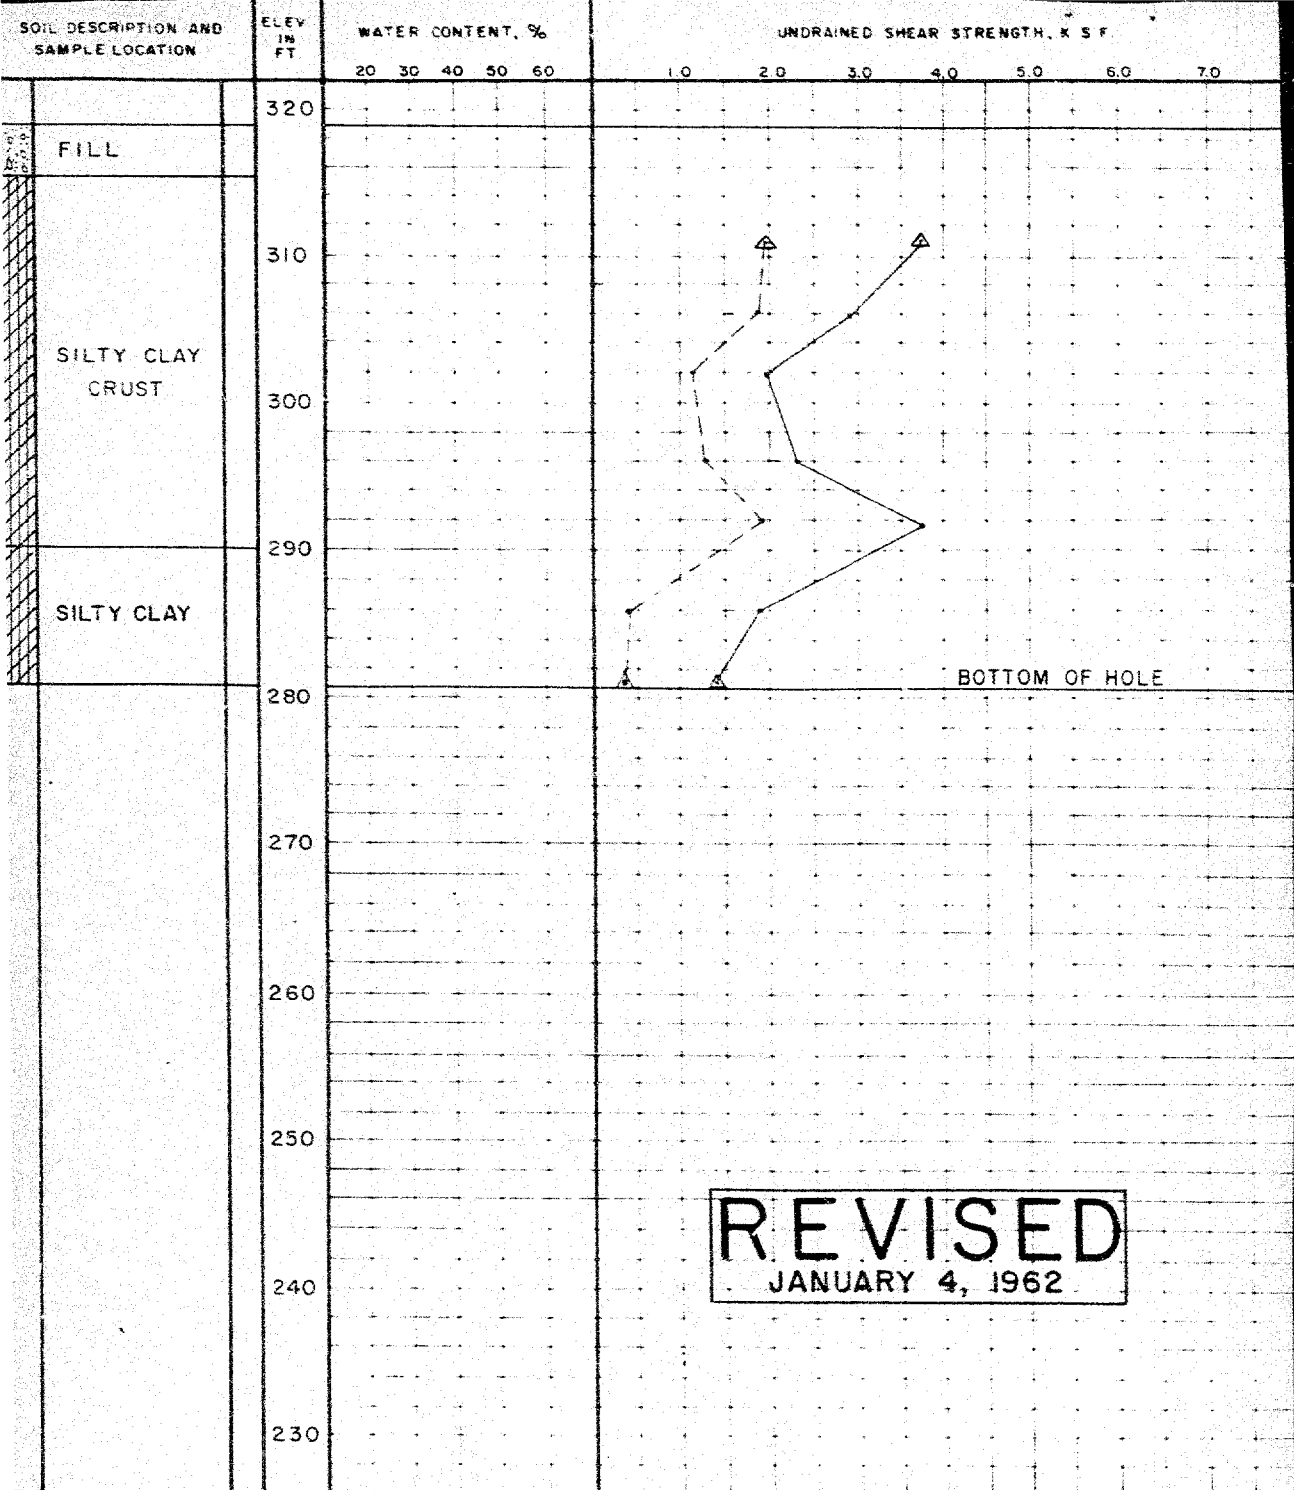 SOIL DESCRIPTION AND
SAMPLE LOCATION
ELEV
IN
FT
WATER CONTENT, %
20 30 40 50 60
UNDRAINED SHEAR STRENGTH, K S F.
1.0 2.0 3.0 4.0 5.0 6.0 7.0
320
FILL
310
SILTY CLAY
CRUST
300
290
SILTY CLAY
280
BOTTOM OF HOLE
270
260
250
REVISED
JANUARY 4, 1962
240
230